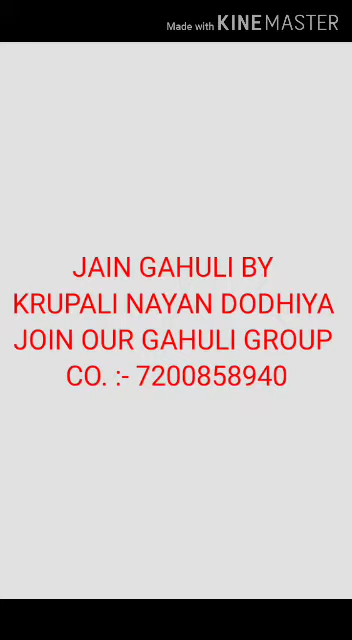 Made with KINEMASTER
JAIN GAHULI BY
KRUPALI NAYAN DODHIYA
JOIN OUR GAHULI GROUP
CO. :- 7200858940